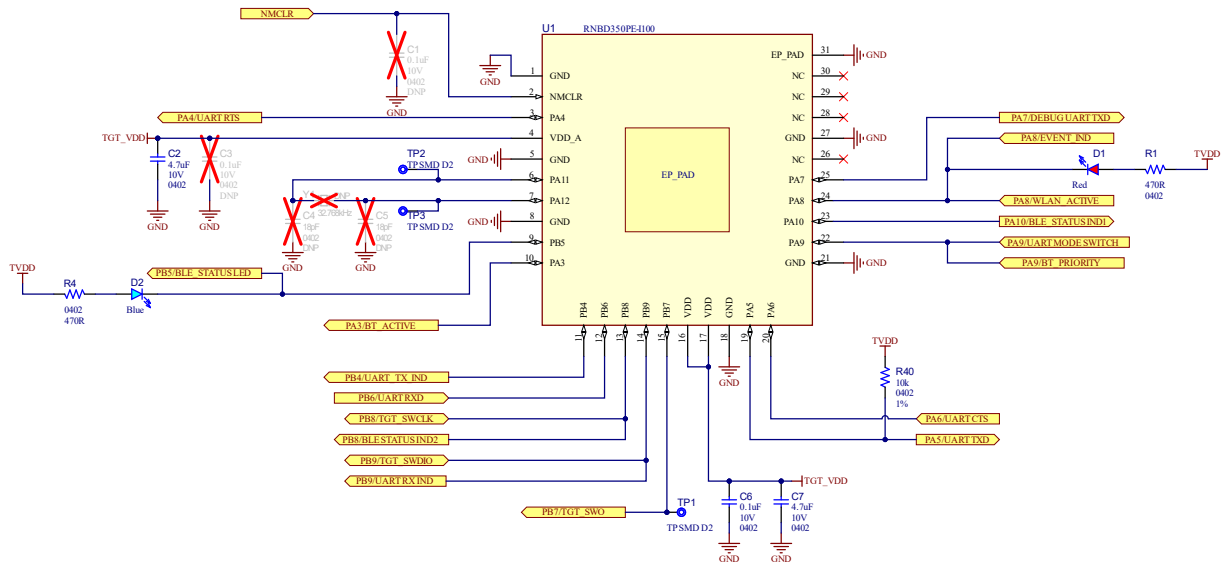 NMCLR
U1
RNBD350PE-I100
C1
0.1uF
10V
0402
DNP
GND
GND
1
GND
2
NMCLR
PA4/UART RTS
3
PA4
TGT_VDD
4
VDD_A
C2
4.7uF
10V
0402
GND
C3
0.1uF
10V
0402
DNP
GND
GND
5
GND
TP2
TP SMD D2
6
PA11
Y1
DNP
32.768kHz
7
PA12
TP3
TP SMD D2
C4
18pF
0402
DNP
GND
C5
18pF
0402
DNP
GND
GND
8
GND
9
PB5
10
PA3
TVDD
R4
0402
470R
D2
Blue
PB5/BLE_STATUS LED
PA3/BT_ACTIVE
EP_PAD
EP_PAD
31
GND
NC
30
NC
29
NC
28
GND
27
GND
NC
26
PA7
25
PA7/DEBUG UART TXD
PA8/EVENT_IND
D1
Red
R1
470R
0402
TVDD
PA8
24
PA8/WLAN_ACTIVE
PA10
23
PA10/BLE_STATUS INDI
PA9
22
PA9/UART MODE SWITCH
PA9/BT_PRIORITY
GND
21
GND
PB4
PB6
PB8
PB9
PB7
VDD
VDD
GND
PA5
PA6
11
12
13
14
15
16
17
18
19
20
GND
PB4/UART_TX_IND
PB6/UART RXD
PB8/TGT_SWCLK
PB8/BLE STATUS IND2
PB9/TGT_SWDIO
PB9/UART RX IND
PB7/TGT_SWO
TP1
TP SMD D2
TVDD
R40
10k
0402
1%
PA6/UART CTS
PA5/UART TXD
TGT_VDD
C6
0.1uF
10V
0402
GND
C7
4.7uF
10V
0402
GND